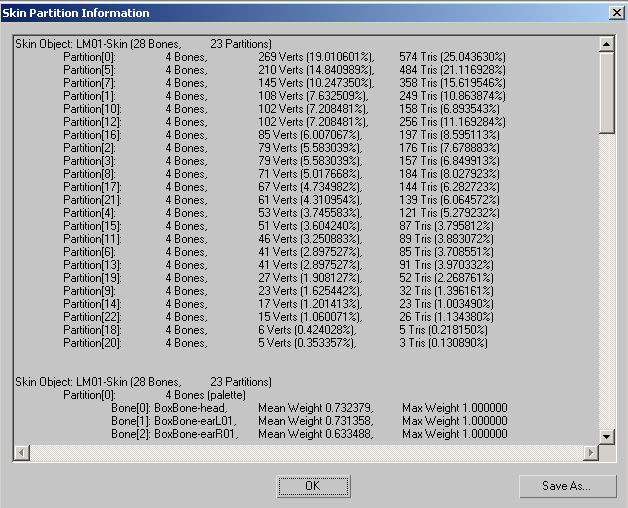 Skin Partition Information
Skin Object: LM01-Skin (28 Bones, 23 Partitions)
Partition[0]: 4 Bones, 269 Verts (19.010601%), 574 Tris (25.043630%)
Partition[5]: 4 Bones, 210 Verts (14.840989%), 484 Tris (21.116928%)
Partition[7]: 4 Bones, 145 Verts (10.247350%), 358 Tris (15.619546%)
Partition[1]: 4 Bones, 108 Verts (7.632509%), 249 Tris (10.863874%)
Partition[10]: 4 Bones, 102 Verts (7.208481%), 158 Tris (6.893543%)
Partition[12]: 4 Bones, 102 Verts (7.208481%), 256 Tris (11.169284%)
Partition[16]: 4 Bones, 85 Verts (6.007067%), 197 Tris (8.595113%)
Partition[2]: 4 Bones, 79 Verts (5.583039%), 176 Tris (7.678883%)
Partition[3]: 4 Bones, 79 Verts (5.583039%), 157 Tris (6.849913%)
Partition[8]: 4 Bones, 71 Verts (5.017668%), 184 Tris (8.027923%)
Partition[17]: 4 Bones, 67 Verts (4.734982%), 144 Tris (6.282723%)
Partition[21]: 4 Bones, 61 Verts (4.310954%), 139 Tris (6.064572%)
Partition[4]: 4 Bones, 53 Verts (3.745583%), 121 Tris (5.279232%)
Partition[15]: 4 Bones, 51 Verts (3.604240%), 87 Tris (3.795812%)
Partition[11]: 4 Bones, 46 Verts (3.250883%), 89 Tris (3.883072%)
Partition[6]: 4 Bones, 41 Verts (2.897527%), 85 Tris (3.708551%)
Partition[13]: 4 Bones, 41 Verts (2.897527%), 91 Tris (3.970332%)
Partition[19]: 4 Bones, 27 Verts (1.908127%), 52 Tris (2.268761%)
Partition[9]: 4 Bones, 23 Verts (1.625442%), 32 Tris (1.396161%)
Partition[14]: 4 Bones, 17 Verts (1.201413%), 23 Tris (1.003490%)
Partition[22]: 4 Bones, 15 Verts (1.060071%), 26 Tris (1.134380%)
Partition[18]: 4 Bones, 6 Verts (0.424028%), 5 Tris (0.218150%)
Partition[20]: 4 Bones, 5 Verts (0.353357%), 3 Tris (0.130890%)
Skin Object: LM01-Skin (28 Bones, 23 Partitions)
Partition[0]: 4 Bones (palette)
Bone[0]: BoxBone-head, Mean Weight 0.732379, Max Weight 1.000000
Bone[1]: BoxBone-earL01, Mean Weight 0.731358, Max Weight 1.000000
Bone[2]: BoxBone-earR01, Mean Weight 0.633488, Max Weight 1.000000
OK Save As...